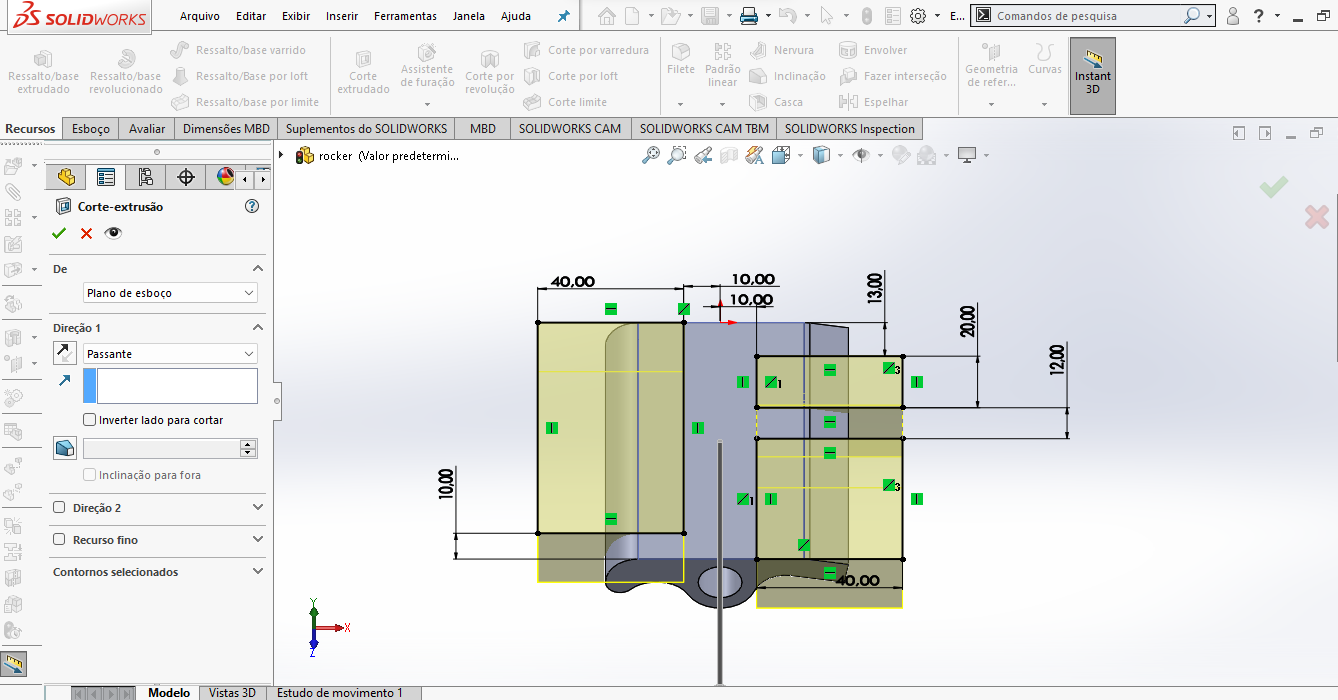 SOLIDWORKS
Arquivo Editar Exibir Inserir Ferramentas Janela Ajuda
E...
Comandos de pesquisa
?
Ressalto/base extrudado
Ressalto/base revolucionado
Ressalto/base varrido
Ressalto/Base por loft
Ressalto/base por limite
Corte extrudado
Assistente de furação
Corte por revolução
Corte por varredura
Corte por loft
Corte limite
Filete
Padrão linear
Nervura
Inclinação
Casca
Envolver
Fazer interseção
Espelhar
Geometria de refer...
Curvas
Instant 3D
Recursos Esboço Avaliar Dimensões MBD Suplementos do SOLIDWORKS MBD SOLIDWORKS CAM SOLIDWORKS CAM TBM SOLIDWORKS Inspection
rocker (Valor predetermi...
Corte-extrusão
?
De
Plano de esboço
Direção 1
Passante
Inverter lado para cortar
Inclinação para fora
Direção 2
Recurso fino
Contornos selecionados
40,00
10,00
10,00
13,00
20,00
12,00
10,00
40,00
3
1
1
3
Y
X
Z
Modelo Vistas 3D Estudo de movimento 1